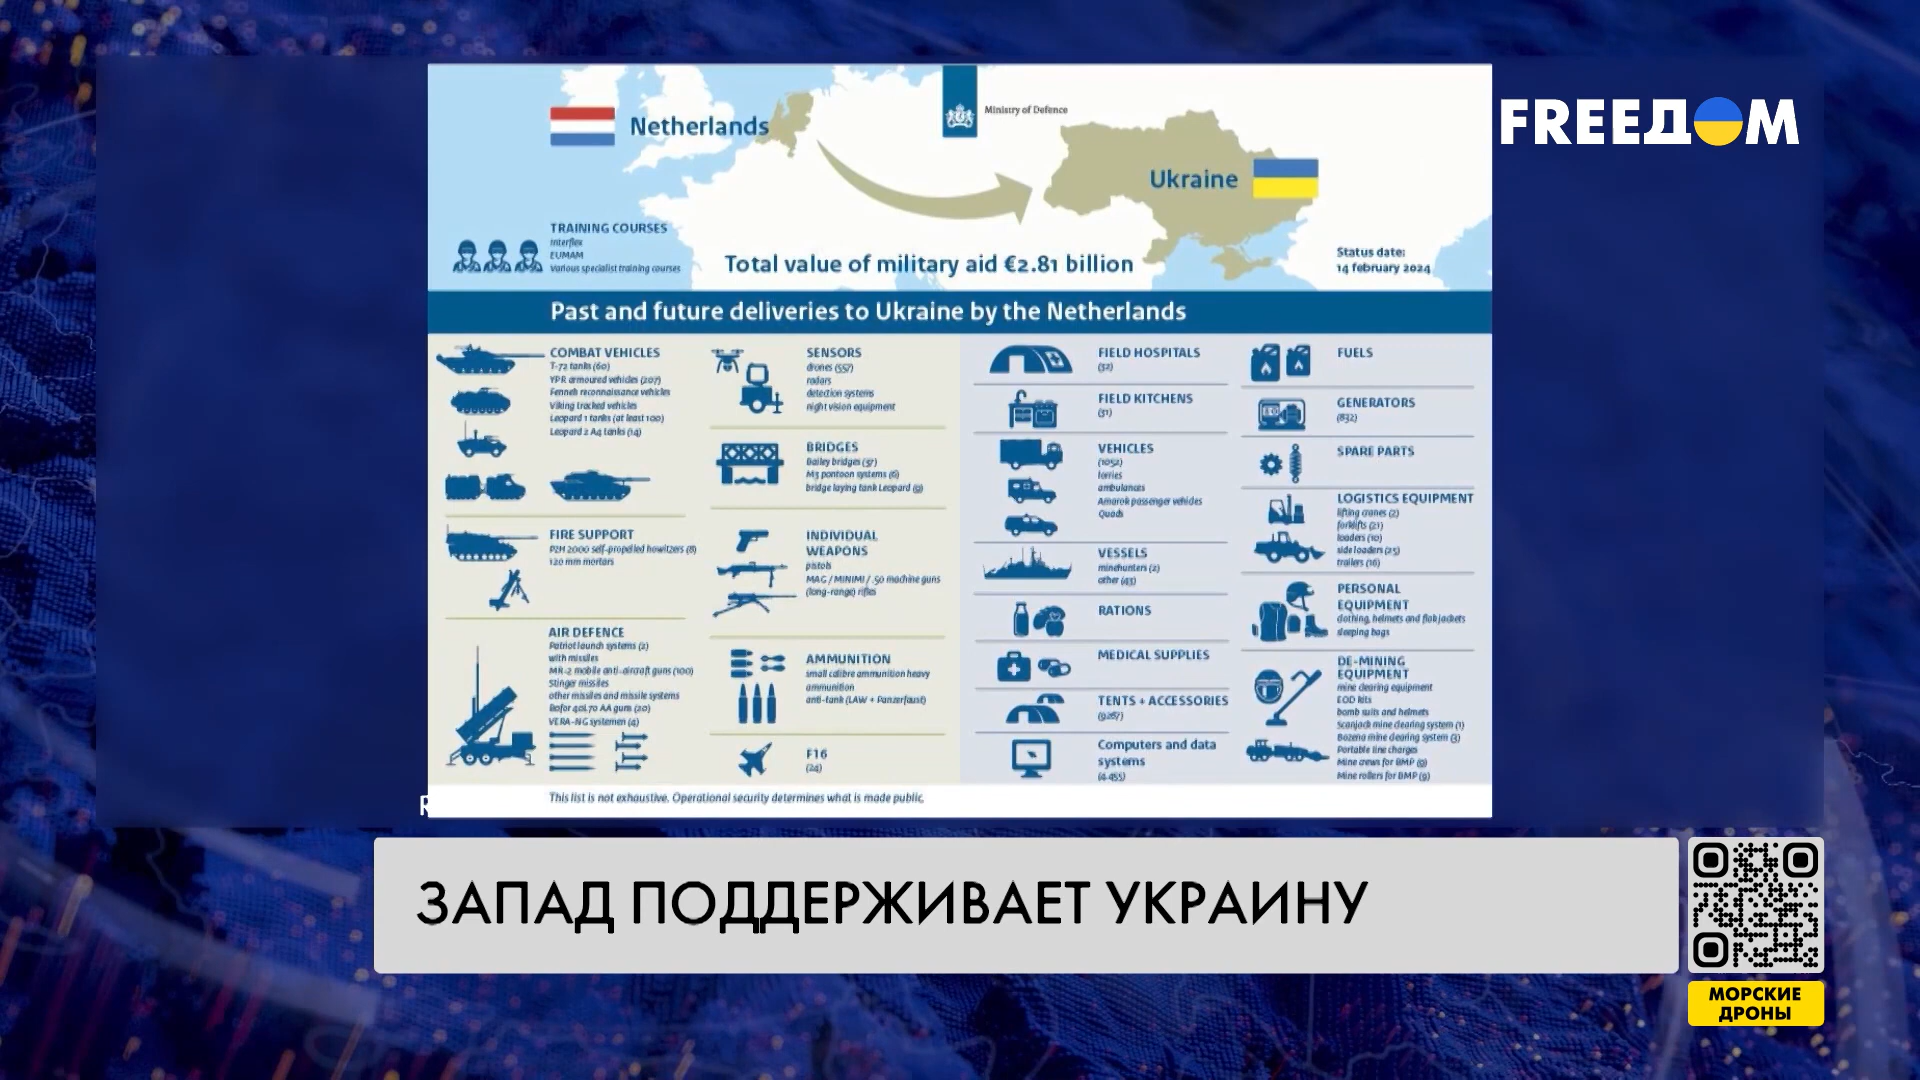 FREEДOM
Netherlands
Ministry of Defence
Ukraine
TRAINING COURSES
Interflex
EUMAM
Various specialist training courses
Total value of military aid €2.81 billion
Status date:
14 february 2024
Past and future deliveries to Ukraine by the Netherlands
COMBAT VEHICLES
T-72 tanks (60)
YPR armoured vehicles (207)
Fennek reconnaissance vehicles
Viking tracked vehicles
Leopard 1 tanks (at least 100)
Leopard 2 A4 tanks (14)
FIRE SUPPORT
PZH 2000 self-propelled howitzers (8)
120 mm mortars
AIR DEFENCE
Patriot launch systems (2)
with missiles
MR-2 mobile anti-aircraft guns (100)
Stinger missiles
other missiles and missile systems
Bofor 40L70 AA guns (20)
VERA-NG systemen (4)
SENSORS
drones (557)
radars
detection systems
night vision equipment
BRIDGES
Bailey bridges (37)
M3 pontoon systems (6)
bridge laying tank Leopard (9)
INDIVIDUAL
WEAPONS
pistols
MAG / MINIMI / .50 machine guns
(long-range) rifles
AMMUNITION
small calibre ammunition heavy
ammunition
anti-tank (LAW + Panzerfaust)
F16
(24)
FIELD HOSPITALS
(32)
FIELD KITCHENS
(31)
VEHICLES
(1052)
lorries
ambulances
Amarok passenger vehicles
Quads
VESSELS
minehunters (2)
other (43)
RATIONS
MEDICAL SUPPLIES
TENTS + ACCESSORIES
(9267)
Computers and data
systems
(4 455)
FUELS
GENERATORS
(832)
SPARE PARTS
LOGISTICS EQUIPMENT
lifting cranes (2)
forklifts (21)
loaders (10)
side loaders (25)
trailers (16)
PERSONAL
EQUIPMENT
clothing, helmets and flak jackets
sleeping bags
DE-MINING
EQUIPMENT
mine clearing equipment
EOD kits
bomb suits and helmets
Scanjack mine clearing system (1)
Bozena mine clearing system (3)
Portable line charges
Mine crews for BMP (9)
Mine rollers for BMP (9)
This list is not exhaustive. Operational security determines what is made public.
ЗАПАД ПОДДЕРЖИВАЕТ УКРАИНУ
МОРСКИЕ
ДРОНЫ